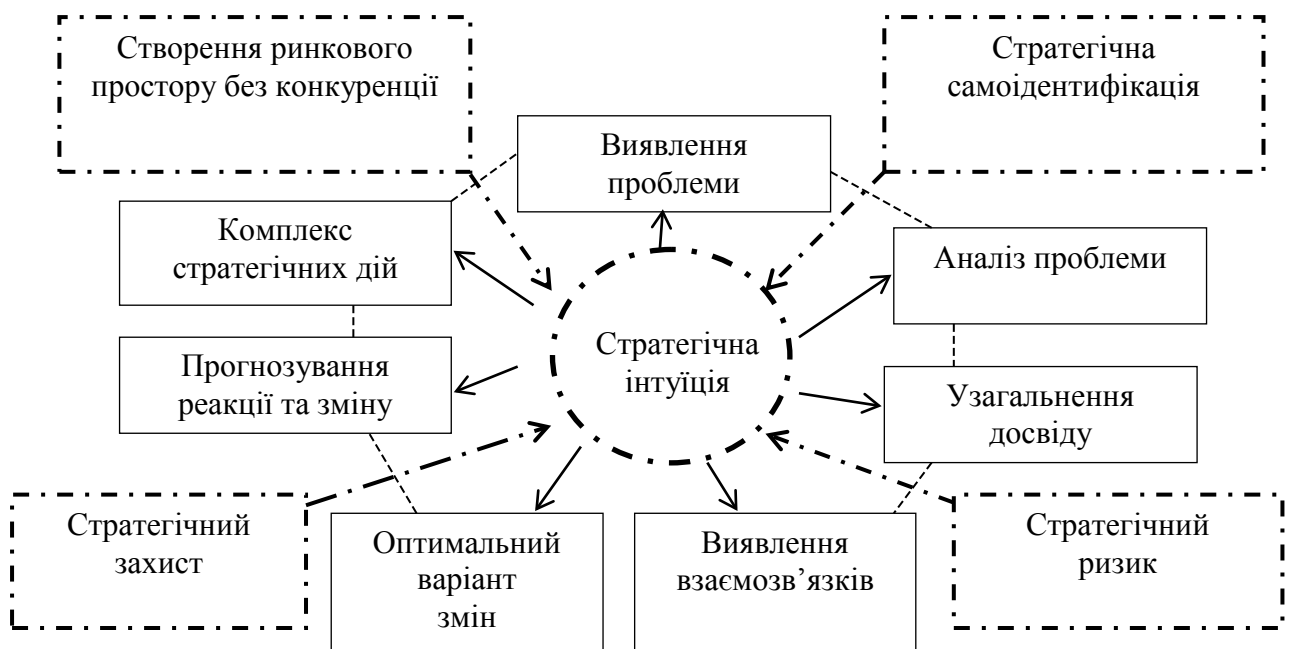 Створення ринкового
простору без конкуренції
Стратегічна
самоідентифікація
Виявлення
проблеми
Комплекс
стратегічних дій
Аналіз проблеми
Стратегічна
інтуїція
Прогнозування
реакції та зміну
Узагальнення
досвіду
Стратегічний
захист
Оптимальний
варіант
змін
Виявлення
взаємозв’язків
Стратегічний
ризик